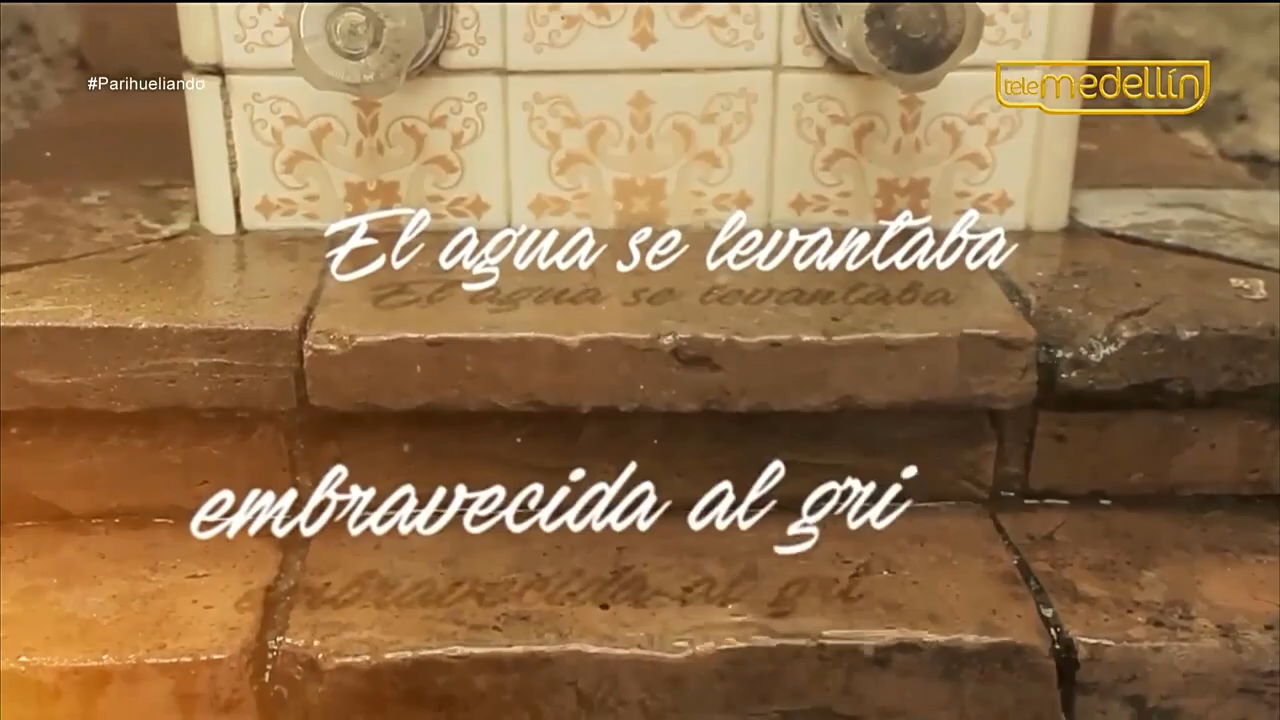 #Parihueliando
telemedellín
El agua se levantaba
embravecida al gri